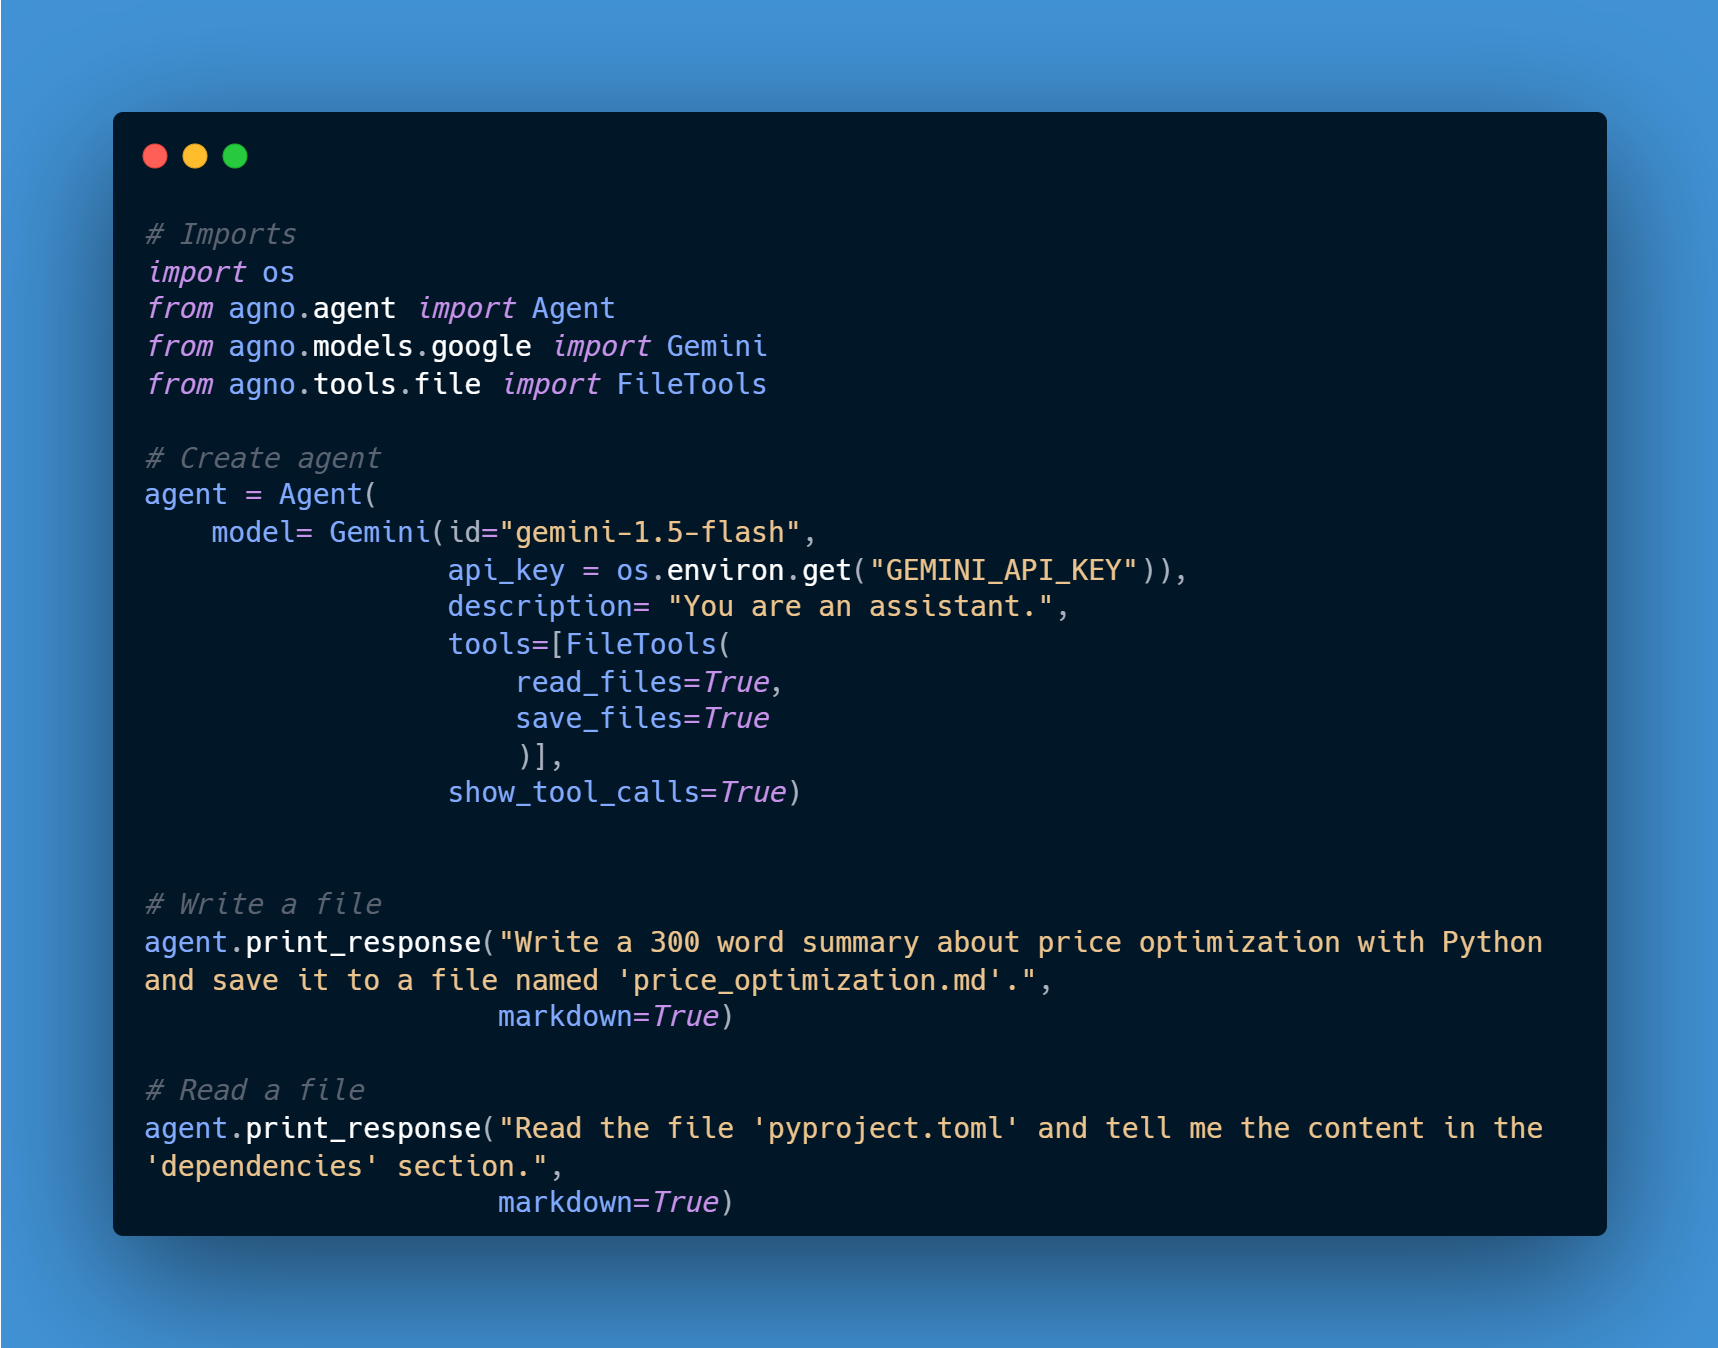 # Imports
import os
from agno.agent import Agent
from agno.models.google import Gemini
from agno.tools.file import FileTools

# Create agent
agent = Agent(
    model= Gemini(id="gemini-1.5-flash",
                  api_key = os.environ.get("GEMINI_API_KEY")),
                  description= "You are an assistant.",
                  tools=[FileTools(
                      read_files=True,
                      save_files=True
                      )],
                  show_tool_calls=True)


# Write a file
agent.print_response("Write a 300 word summary about price optimization with Python
and save it to a file named 'price_optimization.md'.",
                     markdown=True)

# Read a file
agent.print_response("Read the file 'pyproject.toml' and tell me the content in the
'dependencies' section.",
                     markdown=True)